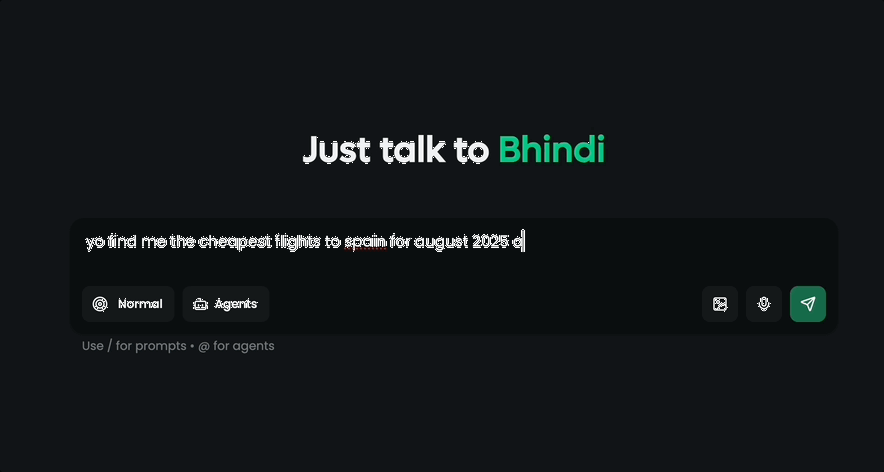 Just talk to Bhindi
yo find me the cheapest flights to spain for august 2025 a
Normal
Agents
Use / for prompts • @ for agents